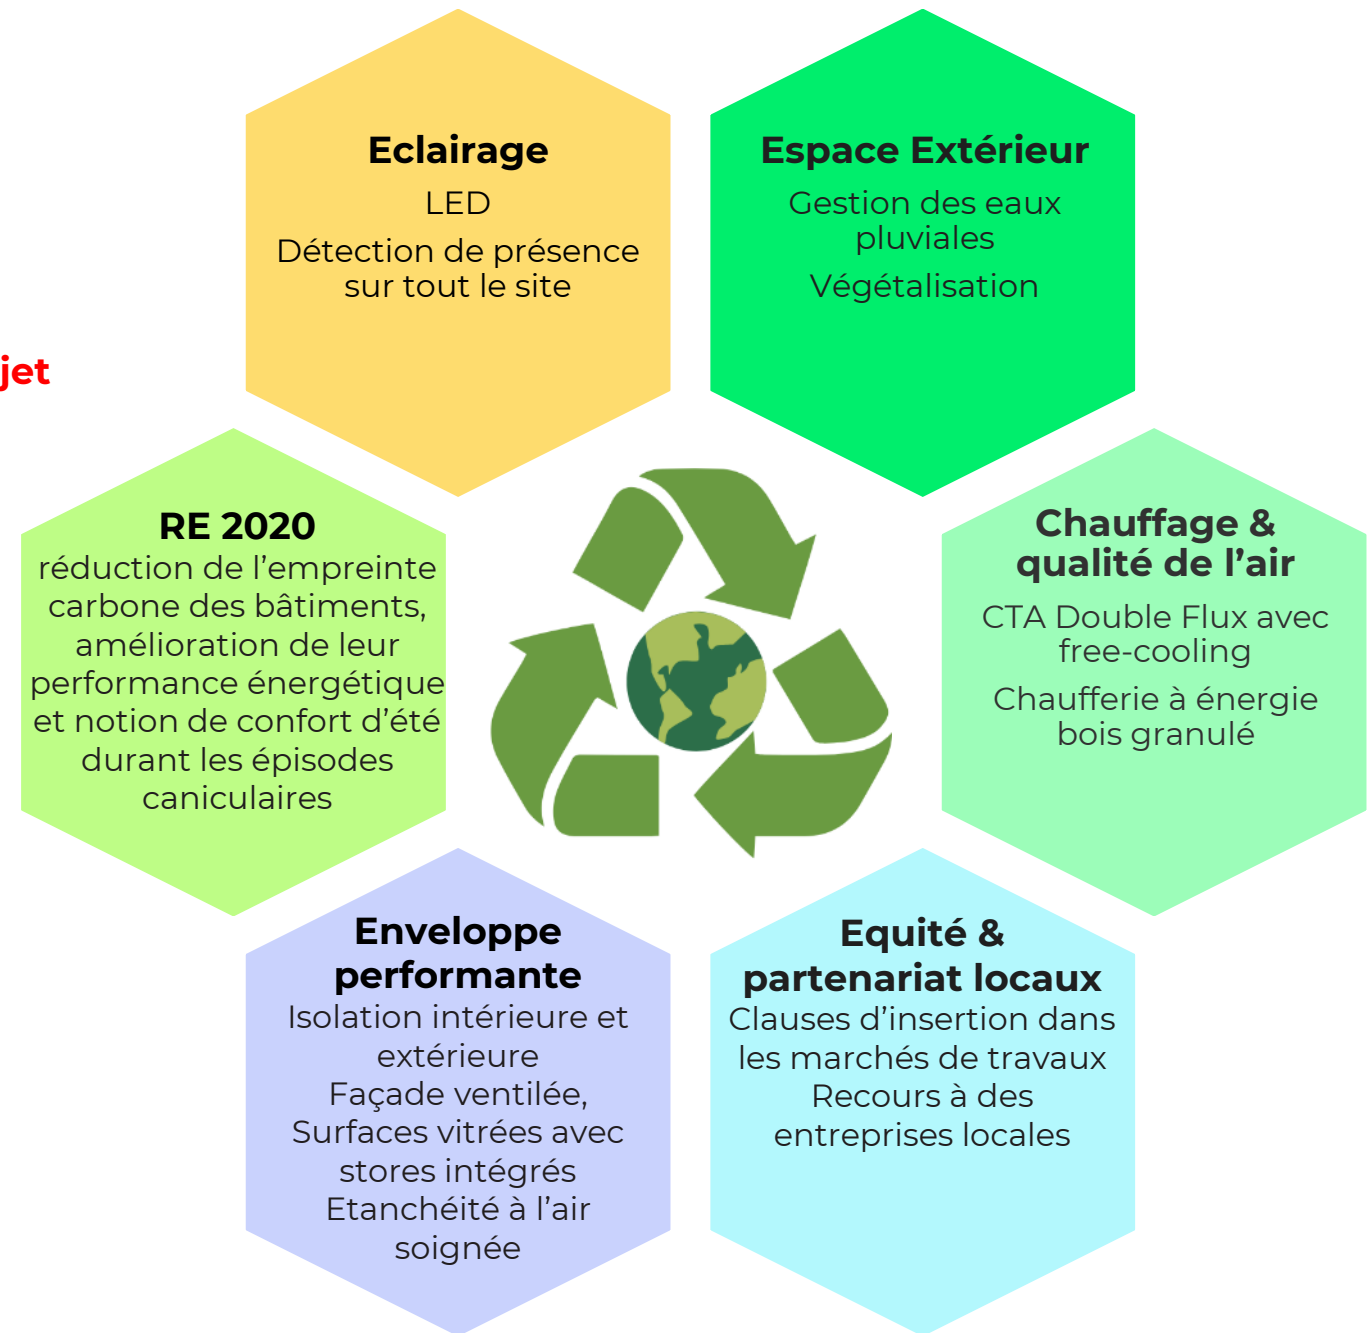 Eclairage
LED
Détection de présence
sur tout le site
Espace Extérieur
Gestion des eaux
pluviales
Végétalisation
jet
RE 2020
réduction de l’empreinte
carbone des bâtiments,
amélioration de leur
performance énergétique
et notion de confort d’été
durant les épisodes
caniculaires
Chauffage &
qualité de l’air
CTA Double Flux avec
free-cooling
Chaufferie à énergie
bois granulé
Enveloppe
performante
Isolation intérieure et
extérieure
Façade ventilée,
Surfaces vitrées avec
stores intégrés
Etanchéité à l’air
soignée
Equité &
partenariat locaux
Clauses d’insertion dans
les marchés de travaux
Recours à des
entreprises locales